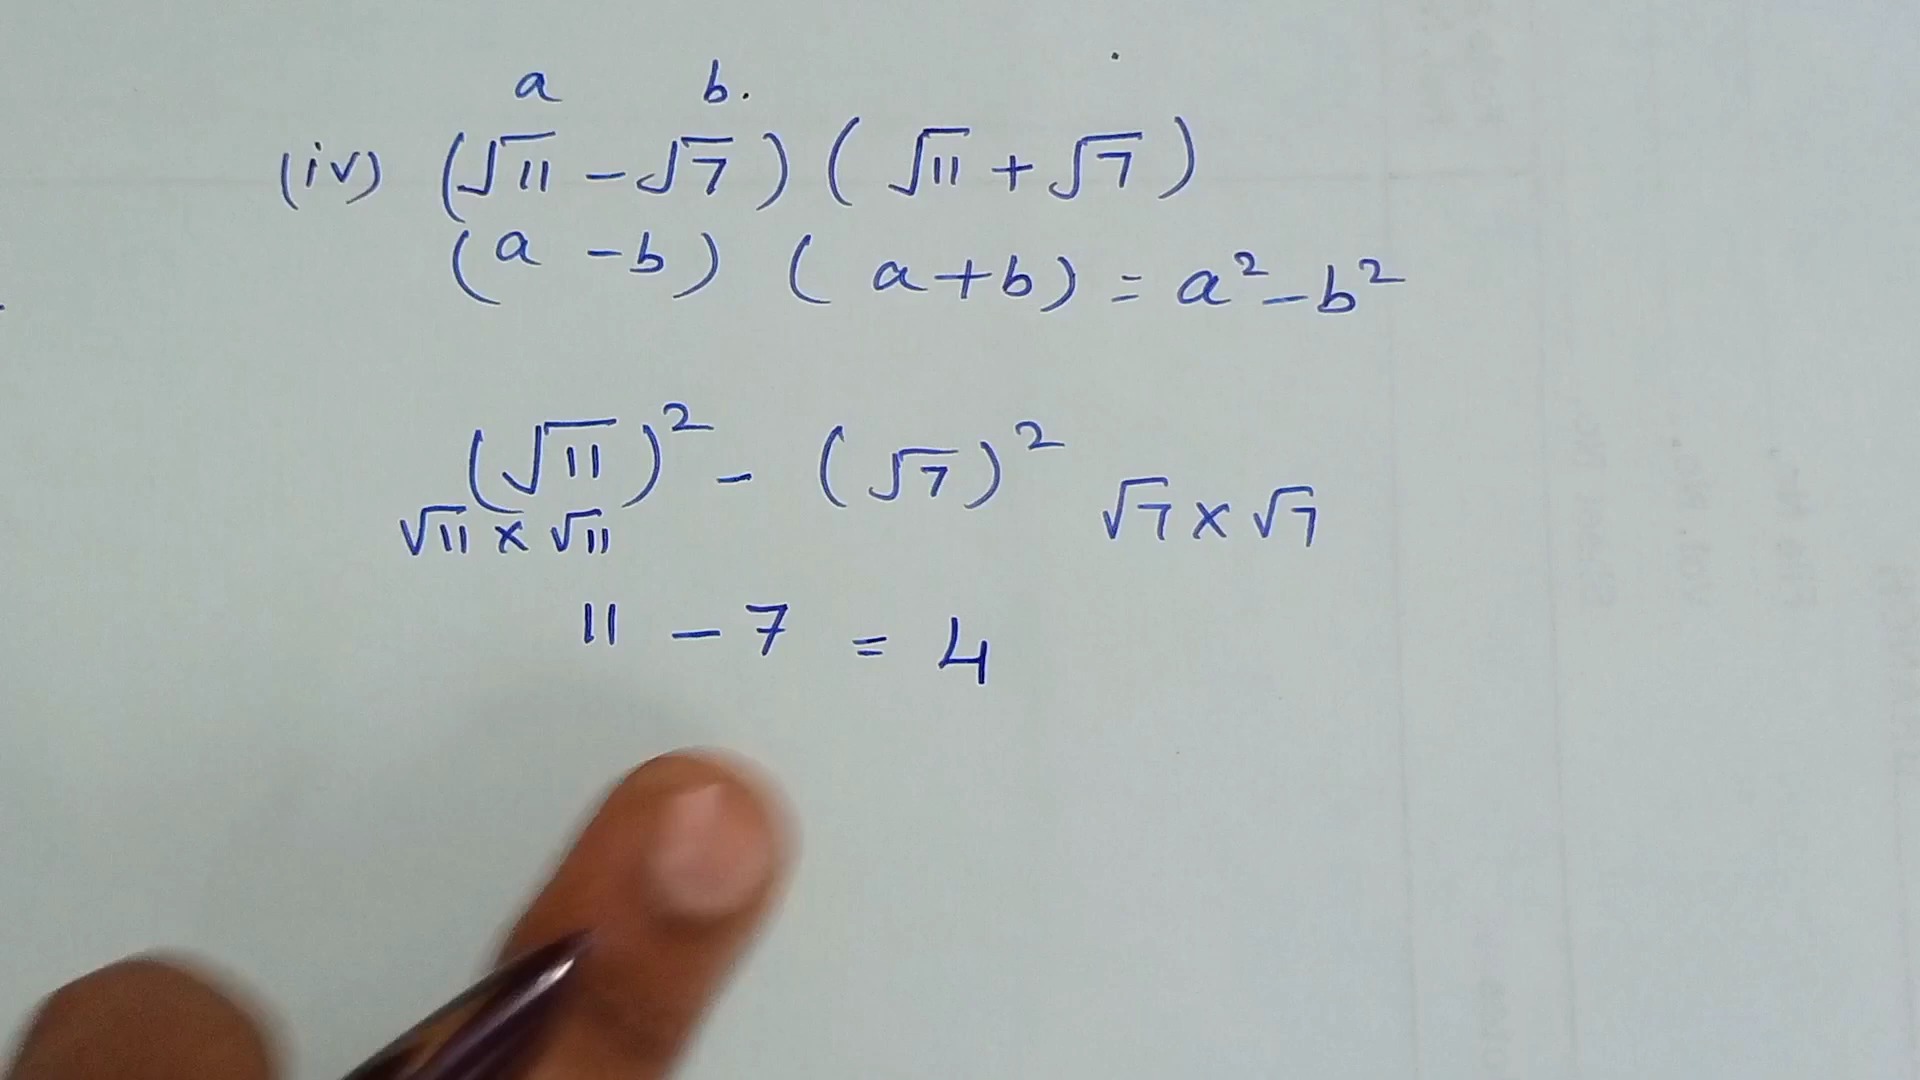 a b.
(iv) (√11 - √7) (√11 + √7)
(a - b) (a + b) = a² - b²
(√11)² - (√7)²
√11 × √11 √7 × √7
11 - 7 = 4